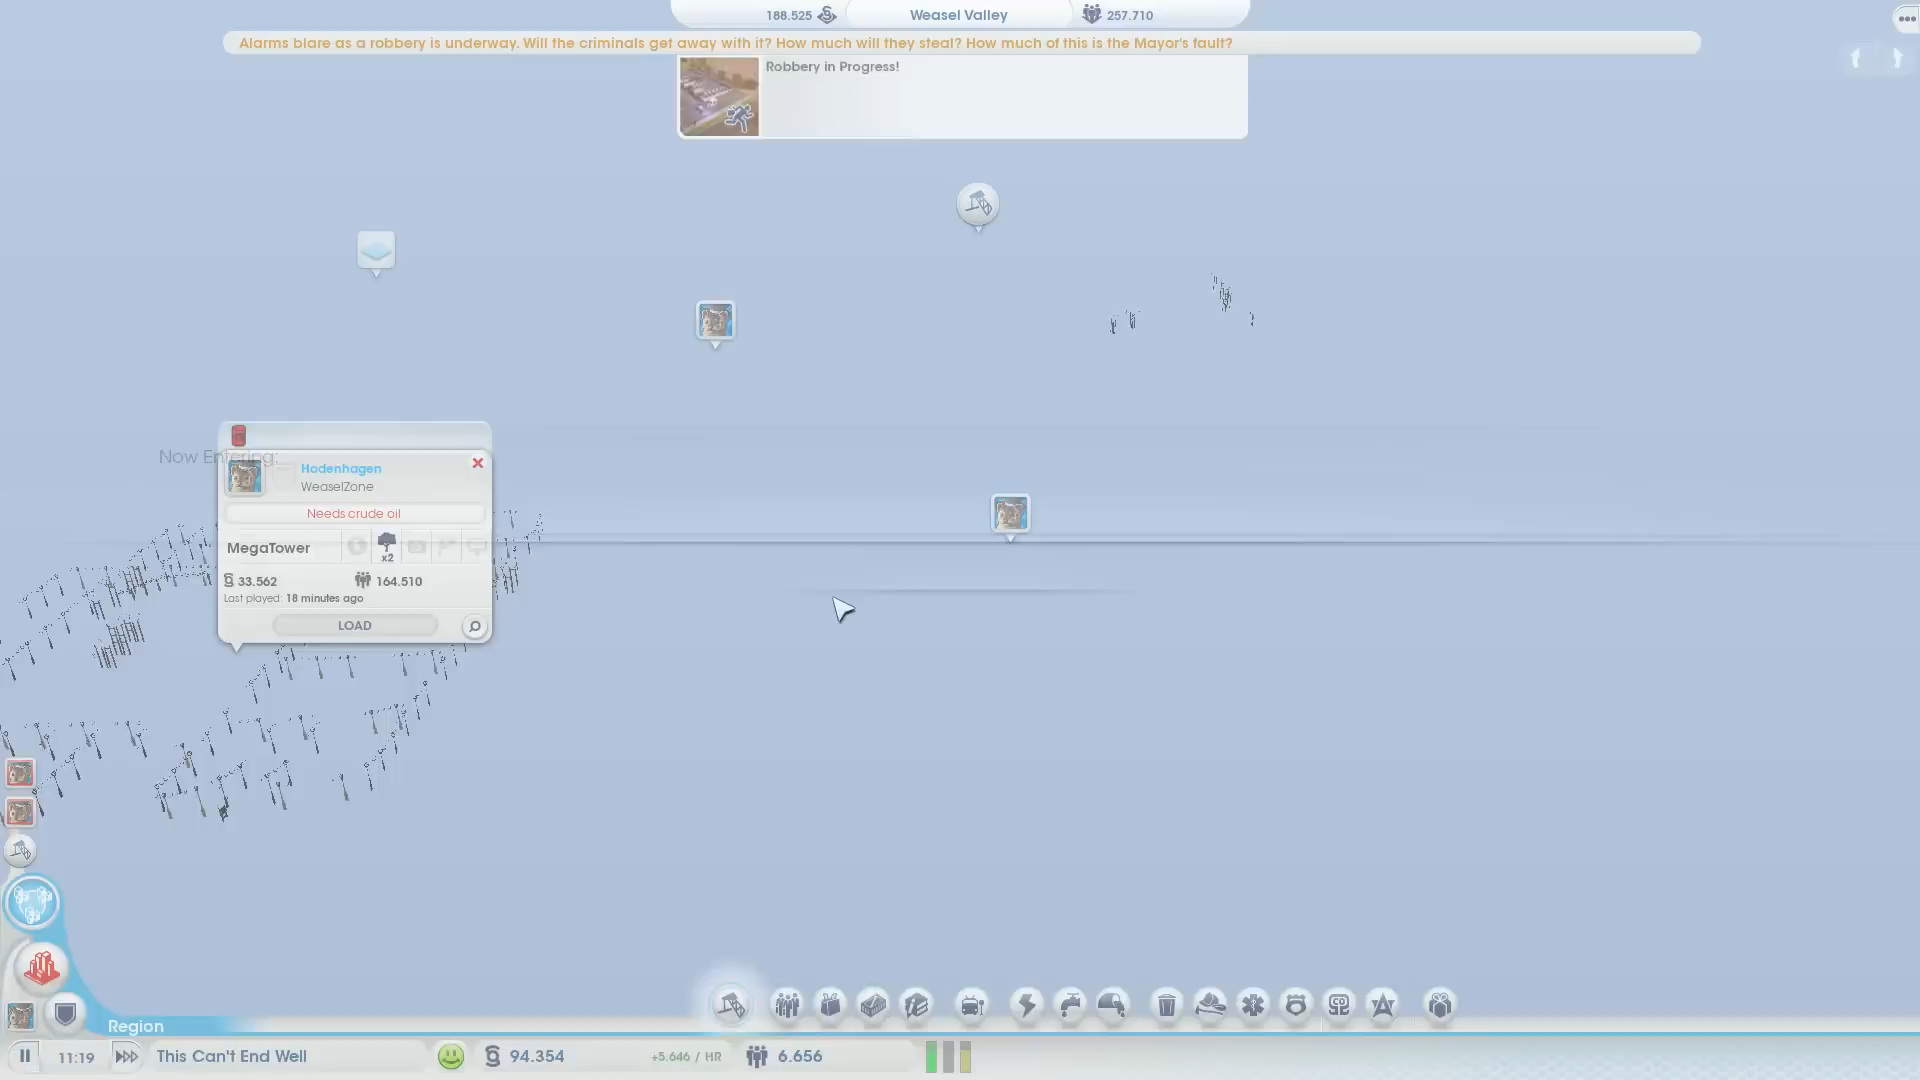 188.525
Weasel Valley
257.710
Alarms blare as a robbery is underway. Will the criminals get away with it? How much will they steal? How much of this is the Mayor's fault?
Robbery in Progress!
Now Entering:
Hodenhagen
WeaselZone
Needs crude oil
MegaTower
x2
33.562
164.510
Last played: 18 minutes ago
LOAD
Region
11:19
This Can't End Well
94.354
+5.646 / HR
6.656